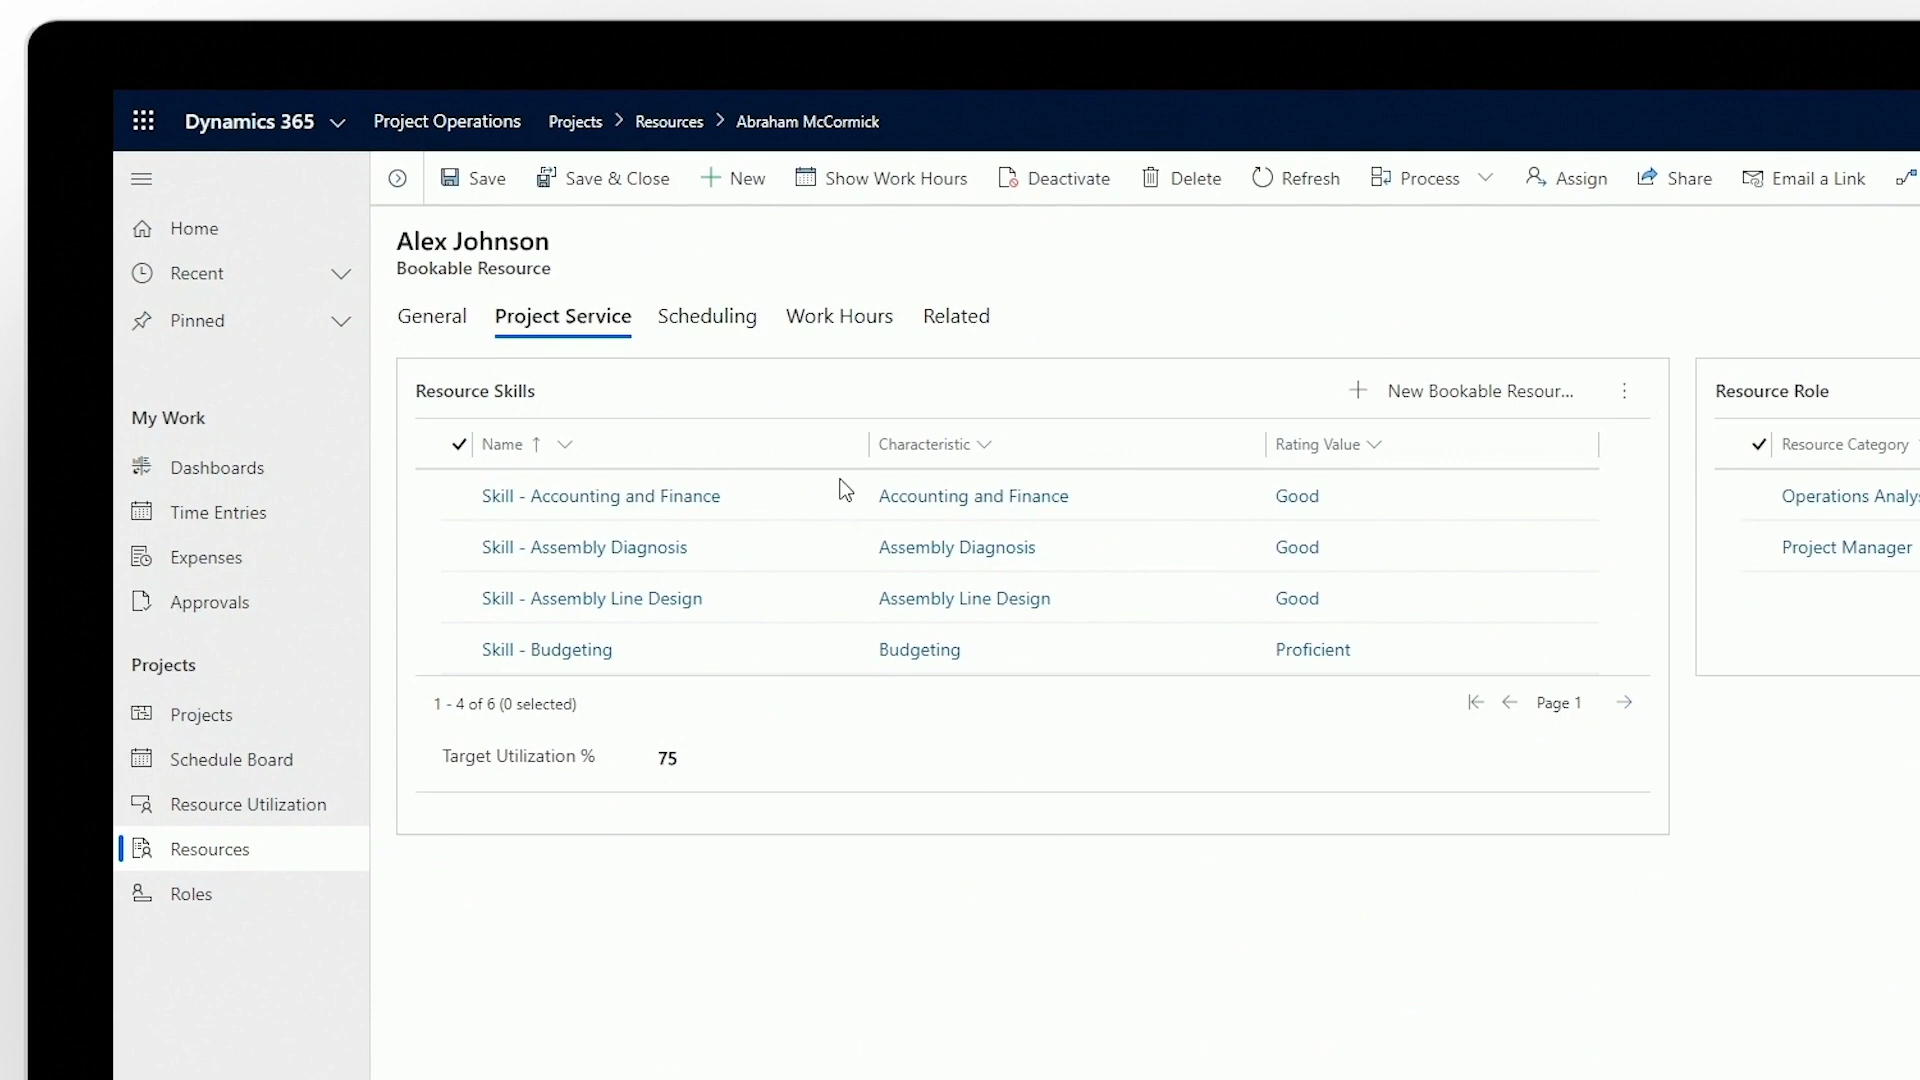 Dynamics 365 Project Operations Projects > Resources > Abraham McCormick
Save Save & Close New Show Work Hours Deactivate Delete Refresh Process Assign Share Email a Link
Home
Recent
Pinned
My Work
Dashboards
Time Entries
Expenses
Approvals
Projects
Projects
Schedule Board
Resource Utilization
Resources
Roles
Alex Johnson
Bookable Resource
General Project Service Scheduling Work Hours Related
Resource Skills + New Bookable Resour...
Name ↑ Characteristic Rating Value
Skill - Accounting and Finance Accounting and Finance Good
Skill - Assembly Diagnosis Assembly Diagnosis Good
Skill - Assembly Line Design Assembly Line Design Good
Skill - Budgeting Budgeting Proficient
1 - 4 of 6 (0 selected) Page 1
Target Utilization % 75
Resource Role
Resource Category
Operations Analys
Project Manager